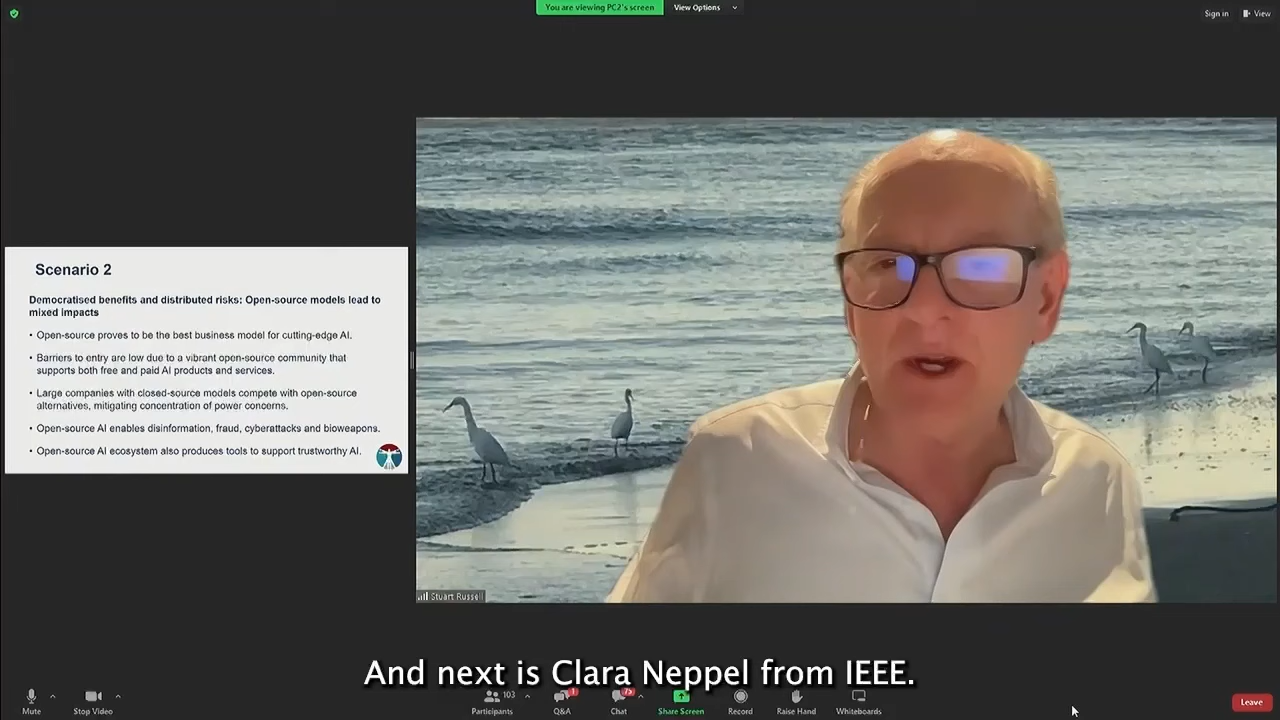 You are viewing PC2's screen
View Options
Sign in
View
Scenario 2
Democratised benefits and distributed risks: Open-source models lead to
mixed impacts
• Open-source proves to be the best business model for cutting-edge AI.
• Barriers to entry are low due to a vibrant open-source community that
supports both free and paid AI products and services.
• Large companies with closed-source models compete with open-source
alternatives, mitigating concentration of power concerns.
• Open-source AI enables disinformation, fraud, cyberattacks and bioweapons.
• Open-source AI ecosystem also produces tools to support trustworthy AI.
Stuart Russell
And next is Clara Neppel from IEEE.
103
1
75
Mute
Stop Video
Participants
Q&A
Chat
Share Screen
Record
Raise Hand
Whiteboards
Leave